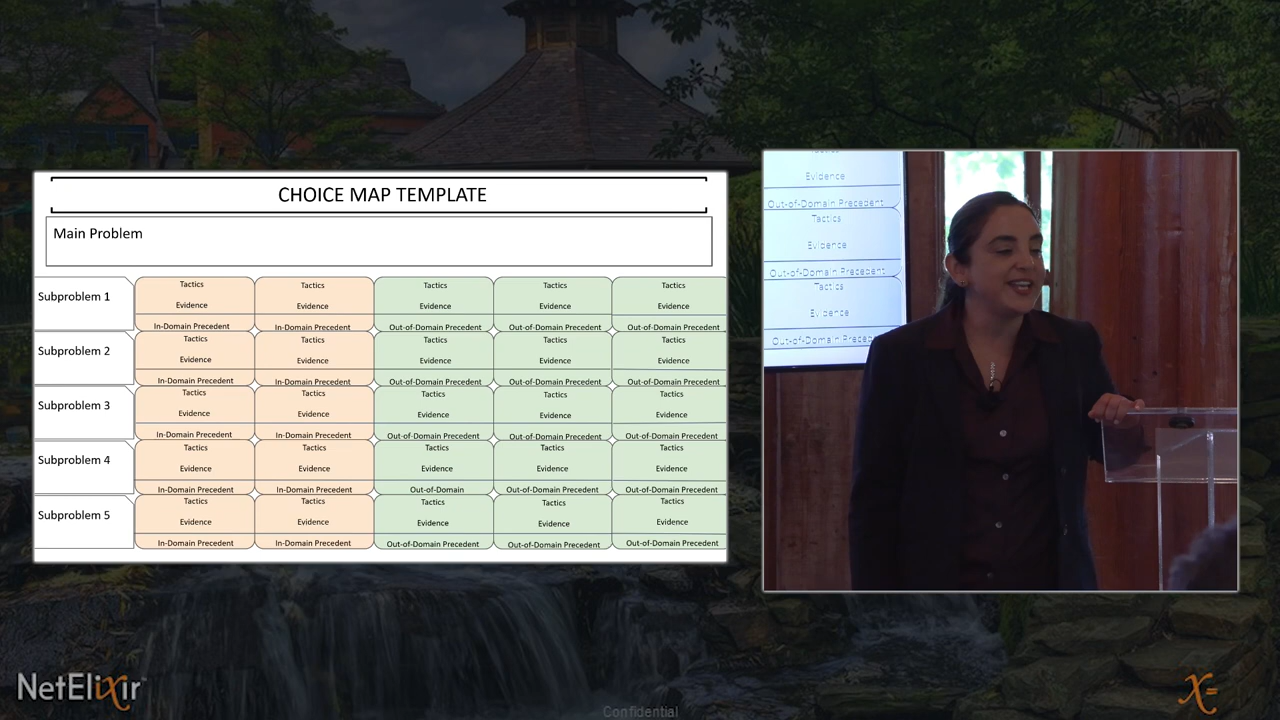 CHOICE MAP TEMPLATE
Main Problem
Tactics Tactics Tactics Tactics Tactics
Subproblem 1
Evidence Evidence Evidence Evidence Evidence
In-Domain Precedent In-Domain Precedent Out-of-Domain Precedent Out-of-Domain Precedent Out-of-Domain Precedent
Tactics Tactics Tactics Tactics Tactics
Subproblem 2
Evidence Evidence Evidence Evidence Evidence
In-Domain Precedent In-Domain Precedent Out-of-Domain Precedent Out-of-Domain Precedent Out-of-Domain Precedent
Tactics Tactics Tactics Tactics Tactics
Subproblem 3
Evidence Evidence Evidence Evidence Evidence
In-Domain Precedent In-Domain Precedent Out-of-Domain Precedent Out-of-Domain Precedent Out-of-Domain Precedent
Tactics Tactics Tactics Tactics Tactics
Subproblem 4
Evidence Evidence Evidence Evidence Evidence
In-Domain Precedent In-Domain Precedent Out-of-Domain Out-of-Domain Precedent Out-of-Domain Precedent
Tactics Tactics Tactics Tactics Tactics
Subproblem 5
Evidence Evidence Evidence Evidence Evidence
In-Domain Precedent In-Domain Precedent Out-of-Domain Precedent Out-of-Domain Precedent Out-of-Domain Precedent
Evidence
Out-of-Domain Precedent
Tactics
Evidence
Out-of-Domain Precedent
Tactics
Evidence
Out-of-Domain
NetElixir
Confidential
X=